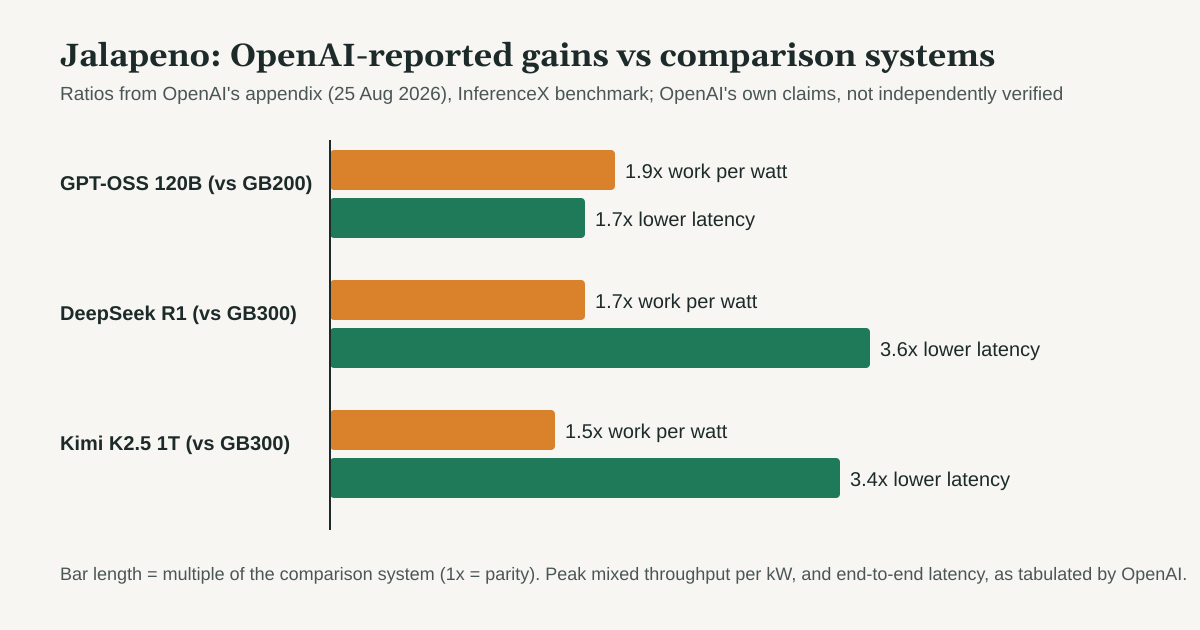 Jalapeno: OpenAI-reported gains vs comparison systems
Ratios from OpenAI's appendix (25 Aug 2026), InferenceX benchmark; OpenAI's own claims, not independently verified
GPT-OSS 120B (vs GB200)
1.9x work per watt
1.7x lower latency
DeepSeek R1 (vs GB300)
1.7x work per watt
3.6x lower latency
Kimi K2.5 1T (vs GB300)
1.5x work per watt
3.4x lower latency
Bar length = multiple of the comparison system (1x = parity). Peak mixed throughput per kW, and end-to-end latency, as tabulated by OpenAI.